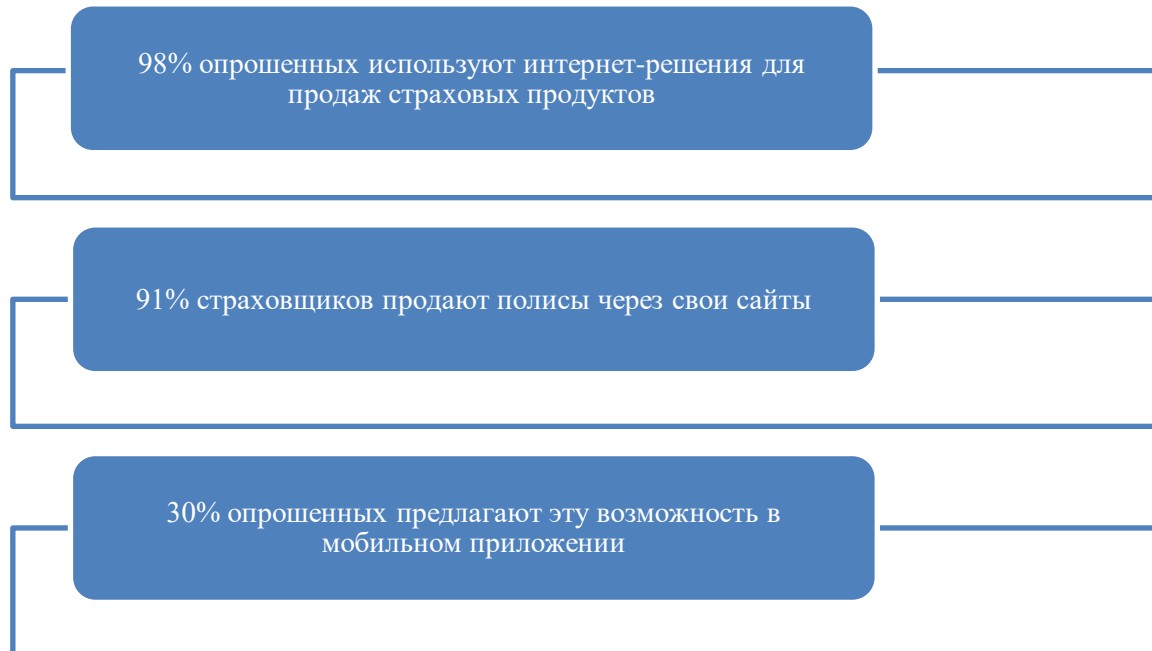 98% опрошенных используют интернет-решения для
продаж страховых продуктов
91% страховщиков продают полисы через свои сайты
30% опрошенных предлагают эту возможность в
мобильном приложении